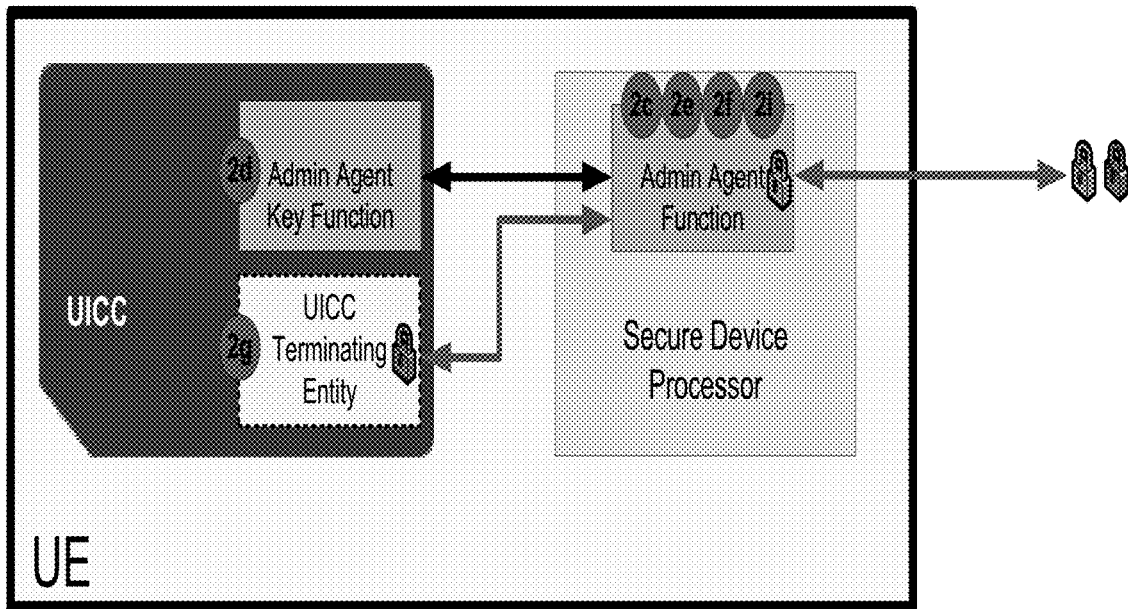 2c 2e 2f 2i
2d
Admin Agent
Key Function
Admin Agent
Function
UICC
2g
UICC
Terminating
Entity
Secure Device
Processor
UE